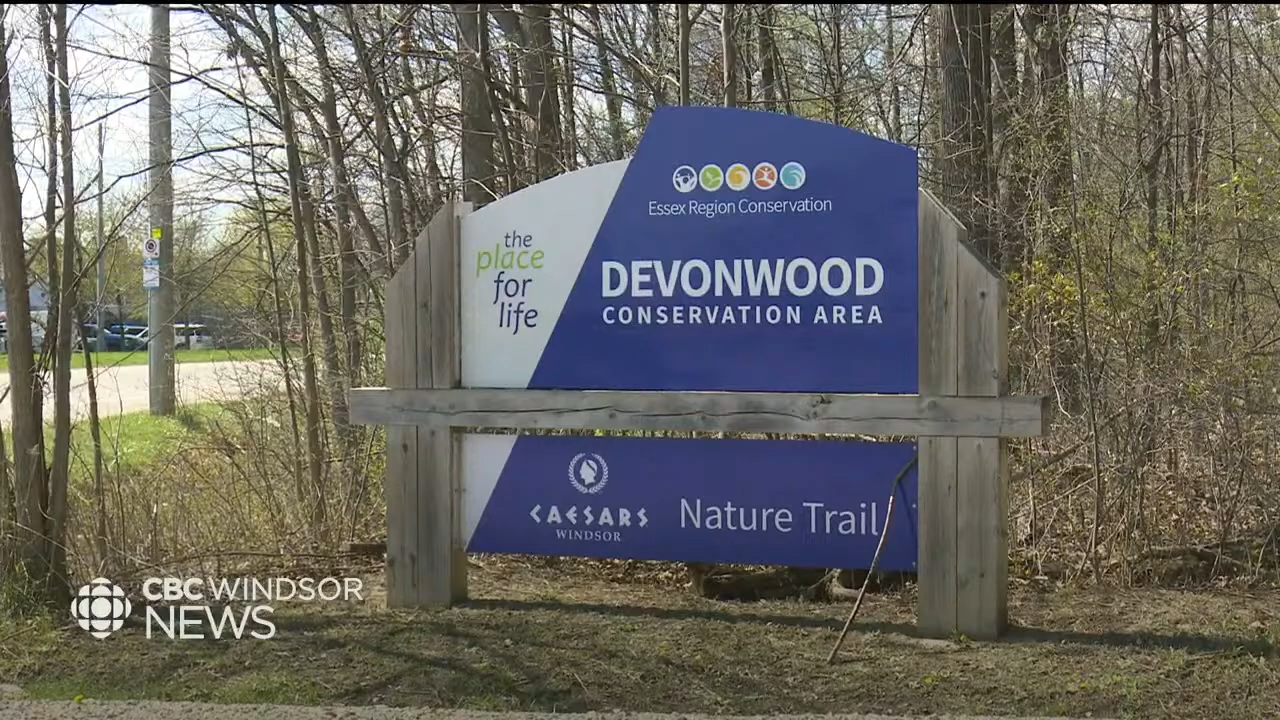 Essex Region Conservation
the
place
for
life
DEVONWOOD
CONSERVATION AREA
CAESARS
WINDSOR
Nature Trail
CBC WINDSOR
NEWS